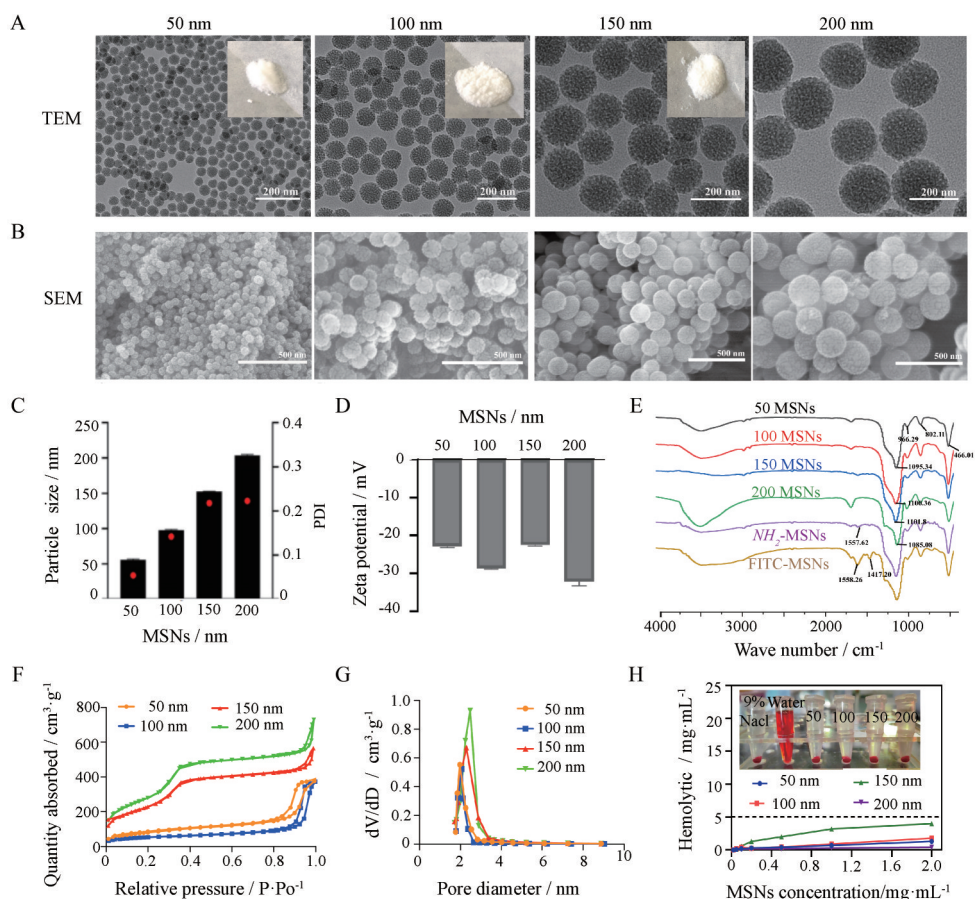 A
50 nm
100 nm
150 nm
200 nm
TEM
200 nm
200 nm
200 nm
200 nm
B
SEM
500 nm
500 nm
500 nm
500 nm
C
Particle size/ nm
250
200
150
100
50
0
0.4
0.3
0.2
0.1
0
PDI
50
100
150
200
MSNs / nm
D
MSNs / nm
50
100
150
200
Zeta potential / mV
0
-10
-20
-30
-40
E
50 MSNs
100 MSNs
150 MSNs
200 MSNs
NH2-MSNs
FITC-MSNs
966.29
802.11
466.01
1095.34
1100.36
1101.8
1085.08
1557.62
1558.26
1417.20
4000
3000
2000
1000
Wave number / cm-1
F
Quantity absorbed / cm3·g-1
800
600
400
200
0
50 nm
100 nm
150 nm
200 nm
0
0.2
0.4
0.6
0.8
1.0
Relative pressure / P·Po-1
G
dV/dD / cm3·g-1
1.0
0.8
0.6
0.4
0.2
0.0
50 nm
100 nm
150 nm
200 nm
0
2
4
6
8
10
Pore diameter / nm
H
Hemolytic / mg·mL-1
25
20
15
10
5
0
9% Water
Nacl
50
100
150
200
50 nm
100 nm
150 nm
200 nm
0
0.4
0.8
1.2
1.6
2.0
MSNs concentration/mg·mL-1